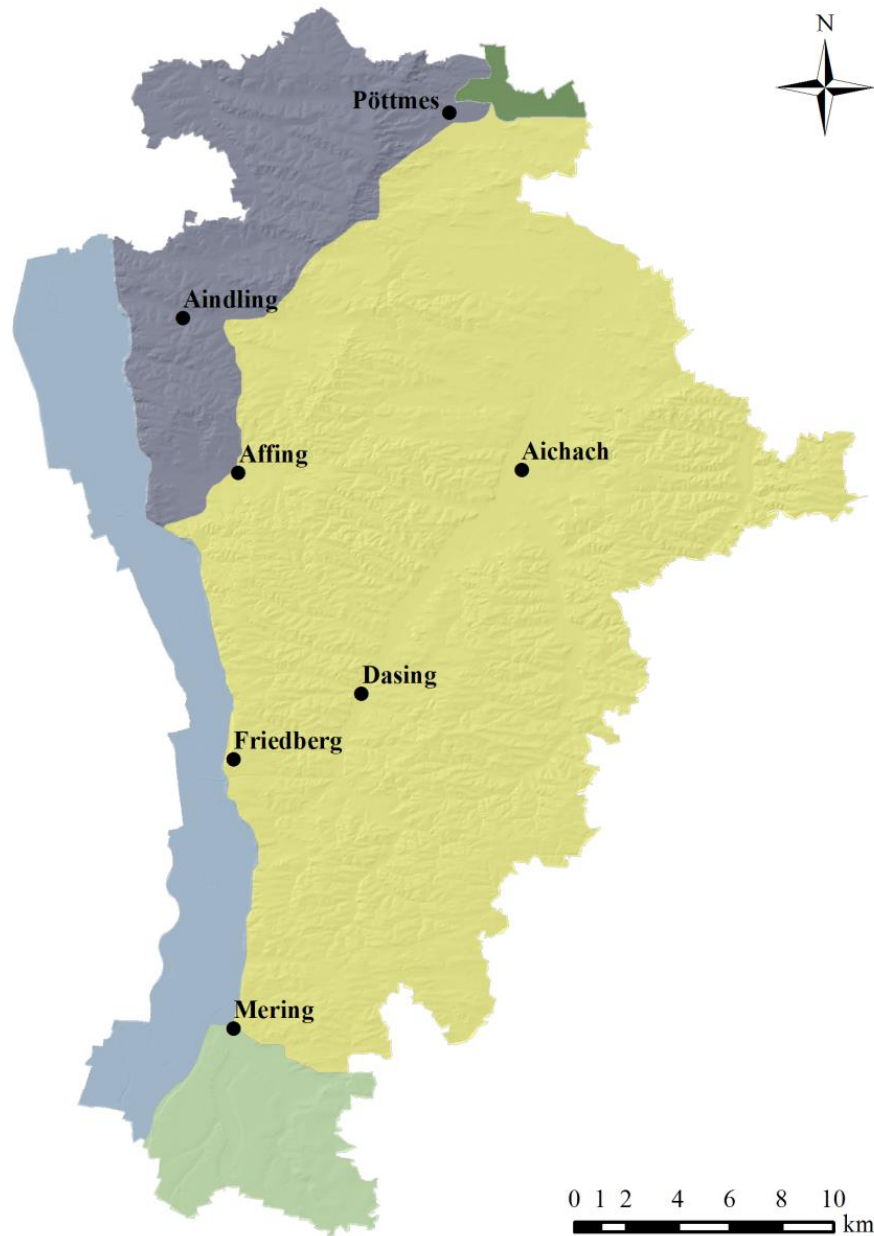 N
Pöttmes
Aindling
Affing
Aichach
Dasing
Friedberg
Mering
0 1 2 4 6 8 10
km